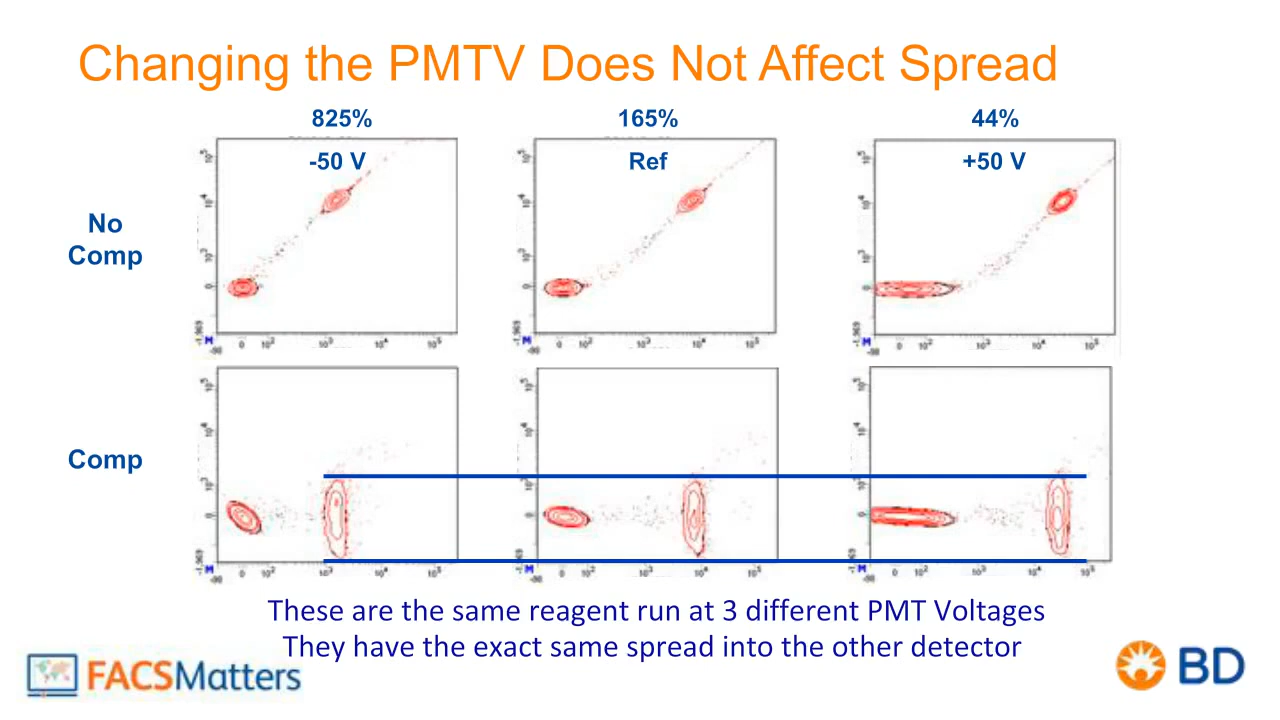 Changing the PMTV Does Not Affect Spread
825%
165%
44%
-50 V
Ref
+50 V
No
Comp
Comp
These are the same reagent run at 3 different PMT Voltages
They have the exact same spread into the other detector
FACSMatters
BD